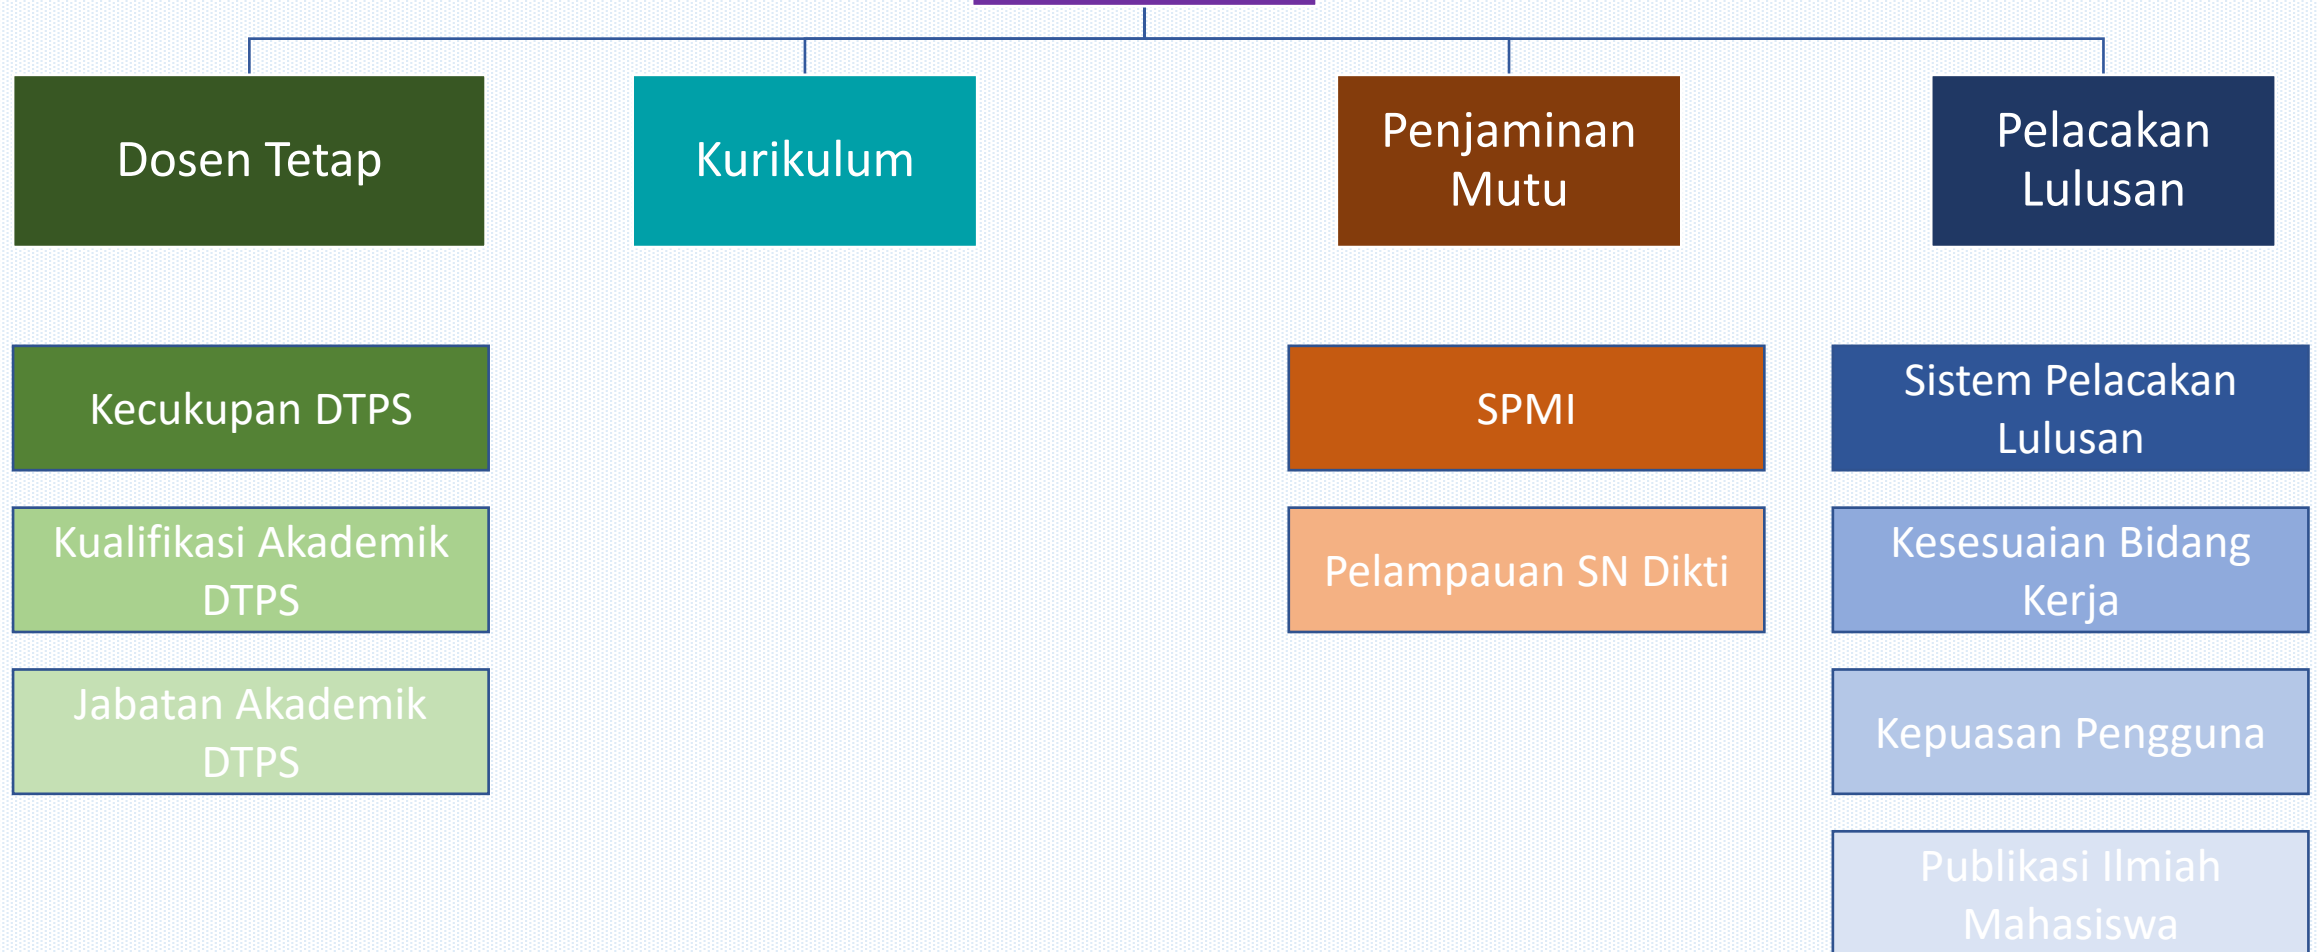 Dosen Tetap
Kurikulum
Penjaminan
Mutu
Pelacakan
Lulusan
Kecukupan DTPS
Kualifikasi Akademik
DTPS
Jabatan Akademik
DTPS
SPMI
Pelampauan SN Dikti
Sistem Pelacakan
Lulusan
Kesesuaian Bidang
Kerja
Kepuasan Pengguna
Publikasi Ilmiah
Mahasiswa